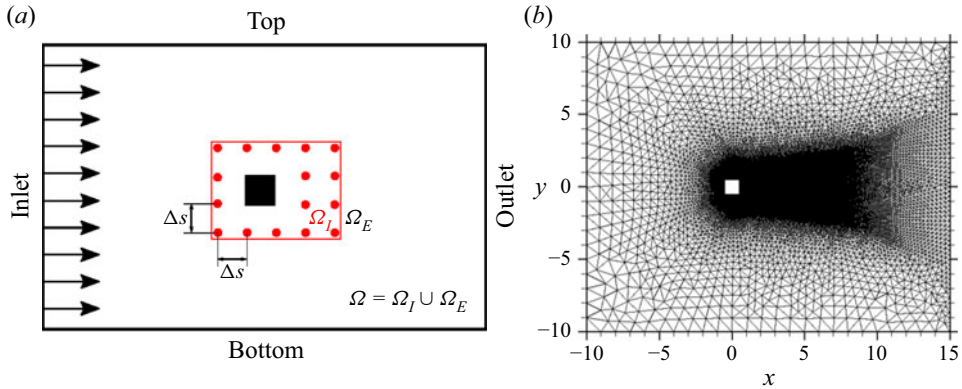 (a)
Top
Inlet
Δs
Δs
Ω_I Ω_E
Ω = Ω_I ∪ Ω_E
Bottom
Outlet
(b)
10
5
y 0
−5
−10
−10 −5 0 5 10 15
x